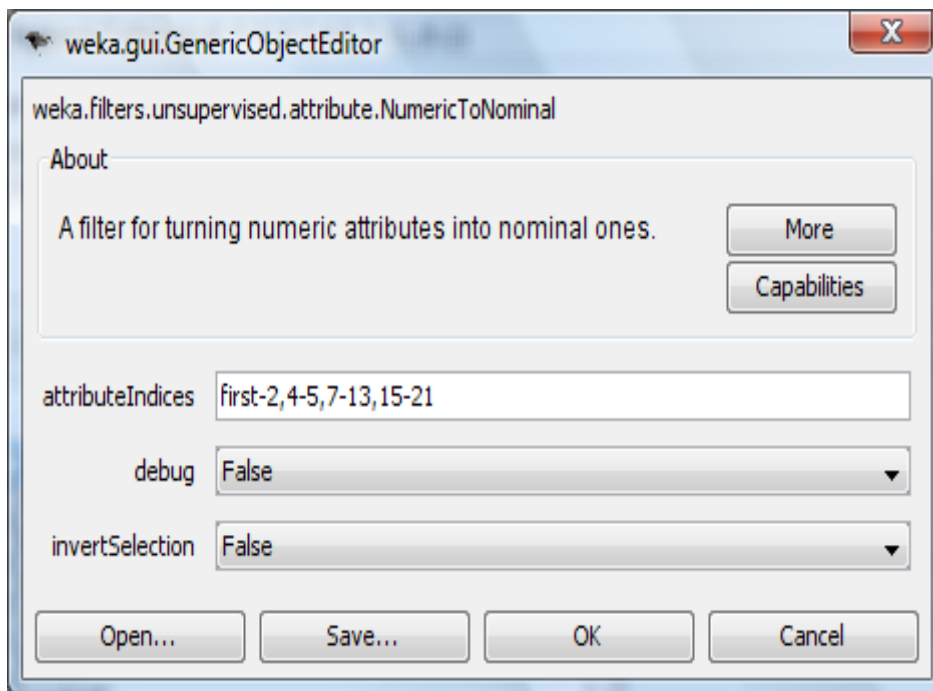 weka.gui.GenericObjectEditor
weka.filters.unsupervised.attribute.NumericToNominal
About
A filter for turning numeric attributes into nominal ones.
More
Capabilities
attributeIndices first-2,4-5,7-13,15-21
debug False
invertSelection False
Open... Save... OK Cancel